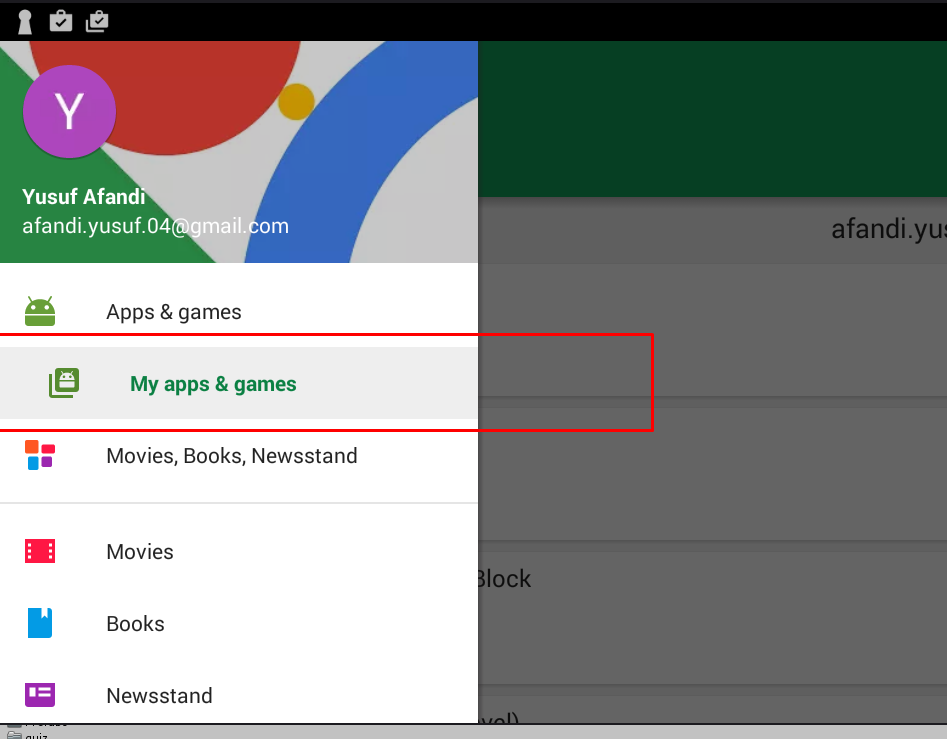 Y
Yusuf Afandi
afandi.yusuf.04@gmail.com
afandi.yus
Apps & games
My apps & games
Movies, Books, Newsstand
Movies
Block
Books
Newsstand
vel)
quiz